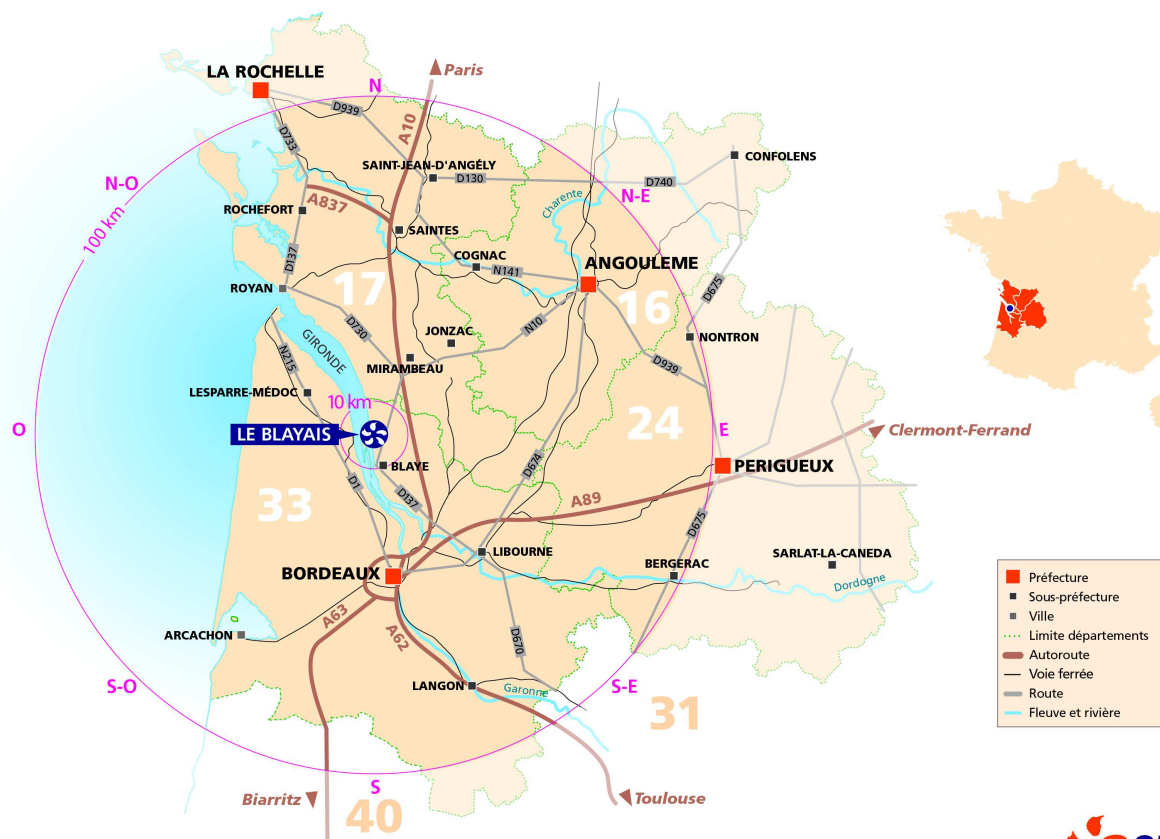 Paris
LA ROCHELLE
N
D939
A10
D733
SAINT-JEAN-D'ANGÉLY
CONFOLENS
D130
D740
N-O
N-E
A837
Charente
ROCHEFORT
100 km
SAINTES
D137
COGNAC
ANGOULEME
N141
ROYAN
17
16
D675
D730
JONZAC
N10
NONTRON
GIRONDE
N215
MIRAMBEAU
D939
LESPARRE-MÉDOC
10 km
24
O
LE BLAYAIS
E
Clermont-Ferrand
BLAYE
PERIGUEUX
D674
D1
D137
A89
33
D675
LIBOURNE
SARLAT-LA-CANEDA
BERGERAC
BORDEAUX
Dordogne
A63
ARCACHON
A62
D670
S-O
LANGON
Garonne
S-E
31
S
Biarritz
40
Toulouse
Préfecture
Sous-préfecture
Ville
Limite départements
Autoroute
Voie ferrée
Route
Fleuve et rivière